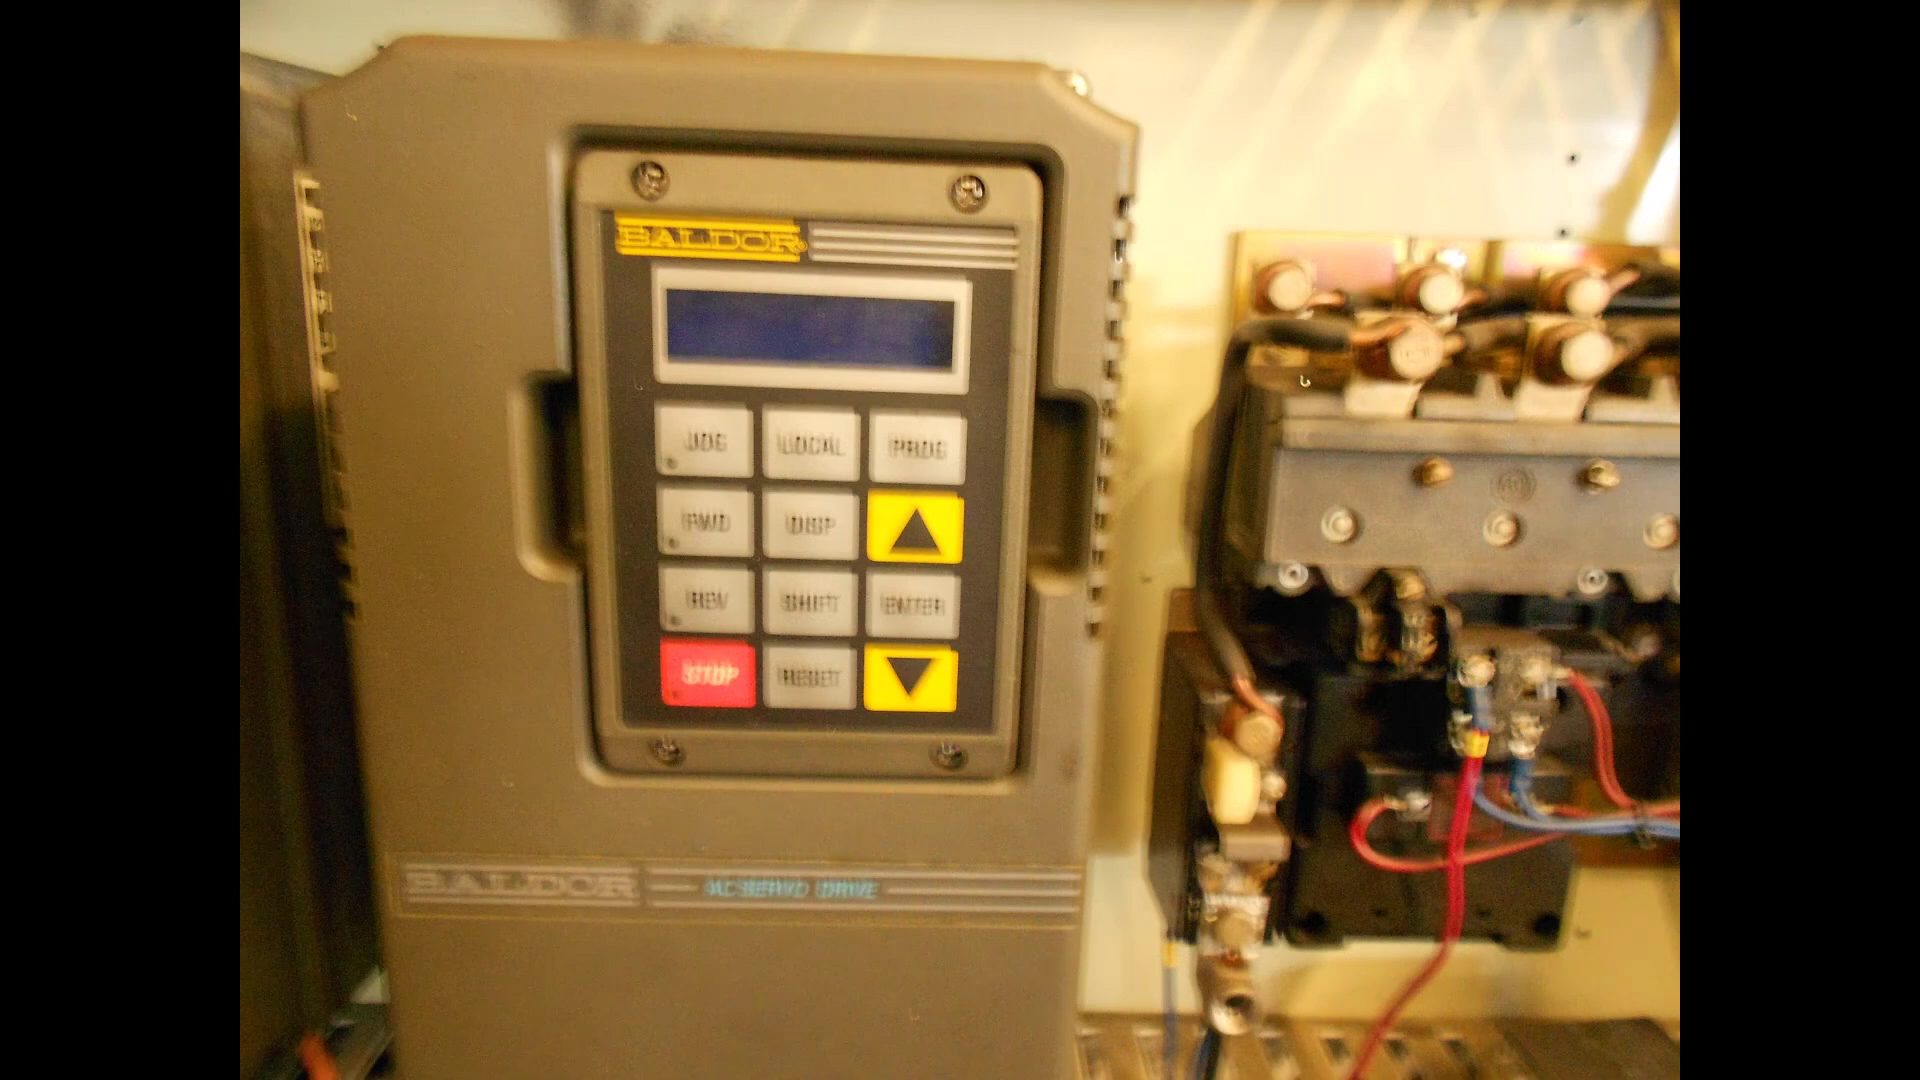 BALDOR
JOG LOCAL PROG
FWD DISP
REV SHIFT ENTER
STOP RESET
BALDOR AC SERVO DRIVE